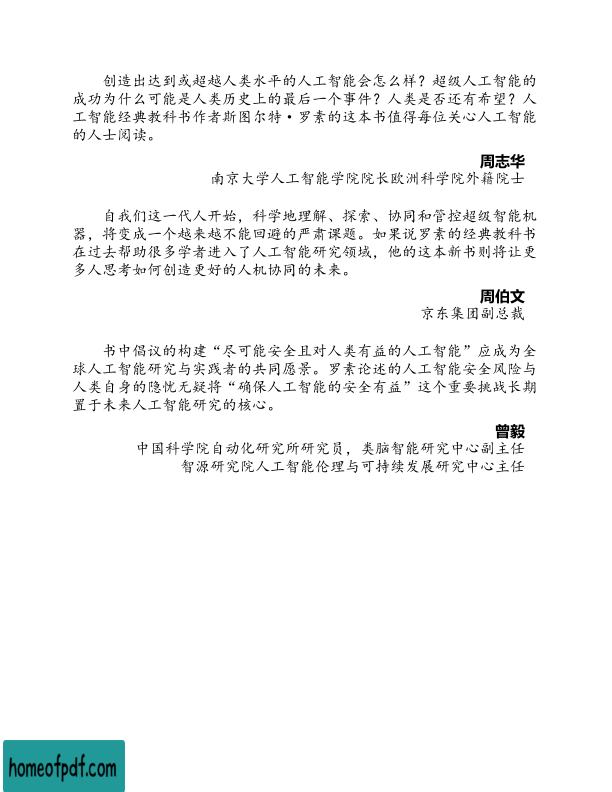 创造出达到或超越人类水平的人工智能会怎么样？超级人工智能的
成功为什么可能是人类历史上的最后一个事件？人类是否还有希望？人
工智能经典教科书作者斯图尔特·罗素的这本书值得每位关心人工智能
的人士阅读。
周志华
南京大学人工智能学院院长欧洲科学院外籍院士
自我们这一代人开始，科学地理解、探索、协同和管控超级智能机
器，将变成一个越来越不能回避的严肃课题。如果说罗素的经典教科书
在过去帮助很多学者进入了人工智能研究领域，他的这本新书则将让更
多人思考如何创造更好的人机协同的未来。
周伯文
京东集团副总裁
书中倡议的构建“尽可能安全且对人类有益的人工智能”应成为全
球人工智能研究与实践者的共同愿景。罗素论述的人工智能安全风险与
人类自身的隐忧无疑将“确保人工智能的安全有益”这个重要挑战长期
置于未来人工智能研究的核心。
曾毅
中国科学院自动化研究所研究员，类脑智能研究中心副主任
智源研究院人工智能伦理与可持续发展研究中心主任
homeofpdf.com